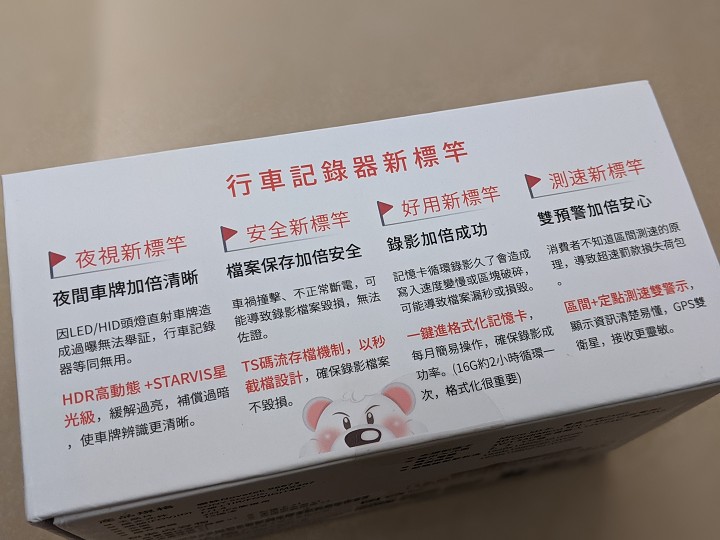 行車記錄器新標竿
夜視新標竿
夜間車牌加倍清晰
因LED/HID頭燈直射車牌造
成過曝無法舉証，行車記錄
器等同無用。
HDR高動態 +STARVIS星
光級，緩解過亮，補償過暗
，使車牌辨識更清晰。
安全新標竿
檔案保存加倍安全
車禍撞擊、不正常斷電，可
能導致錄影檔案毀損，無法
佐證。
TS碼流存檔機制，以秒
截檔設計，確保錄影檔案
不毀損。
好用新標竿
錄影加倍成功
記憶卡循環錄影久了會造成
寫入速度變慢或區塊破碎，
可能導致檔案漏秒或損毀。
一鍵進格式化記憶卡，
每月簡易操作，確保錄影成
功率。(16G約2小時循環一
次，格式化很重要)
測速新標竿
雙預警加倍安心
消費者不知道區間測速的原
理，導致超速罰款損失荷包
。
區間+定點測速雙警示，
顯示資訊清楚易懂，GPS雙
衛星，接收更靈敏。